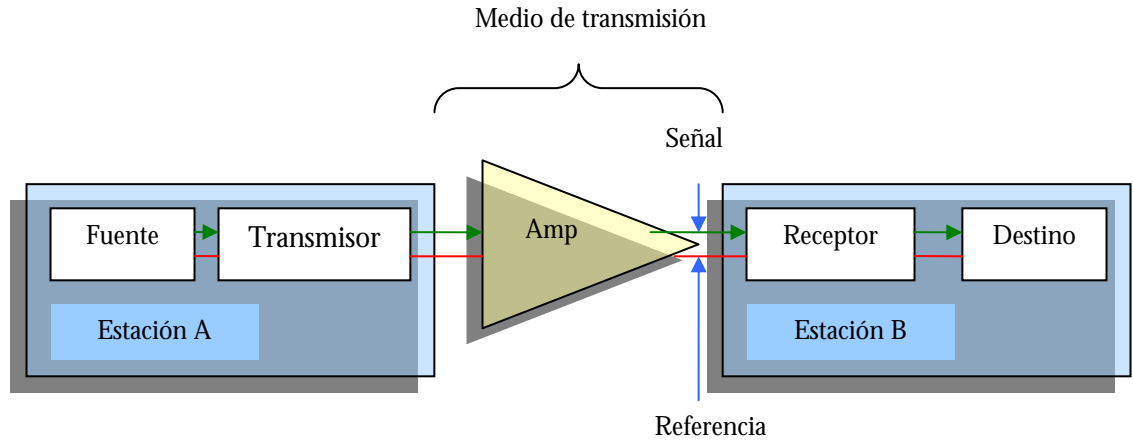 Medio de transmisión
Señal
Fuente
Transmisor
Amp
Receptor
Destino
Estación A
Estación B
Referencia